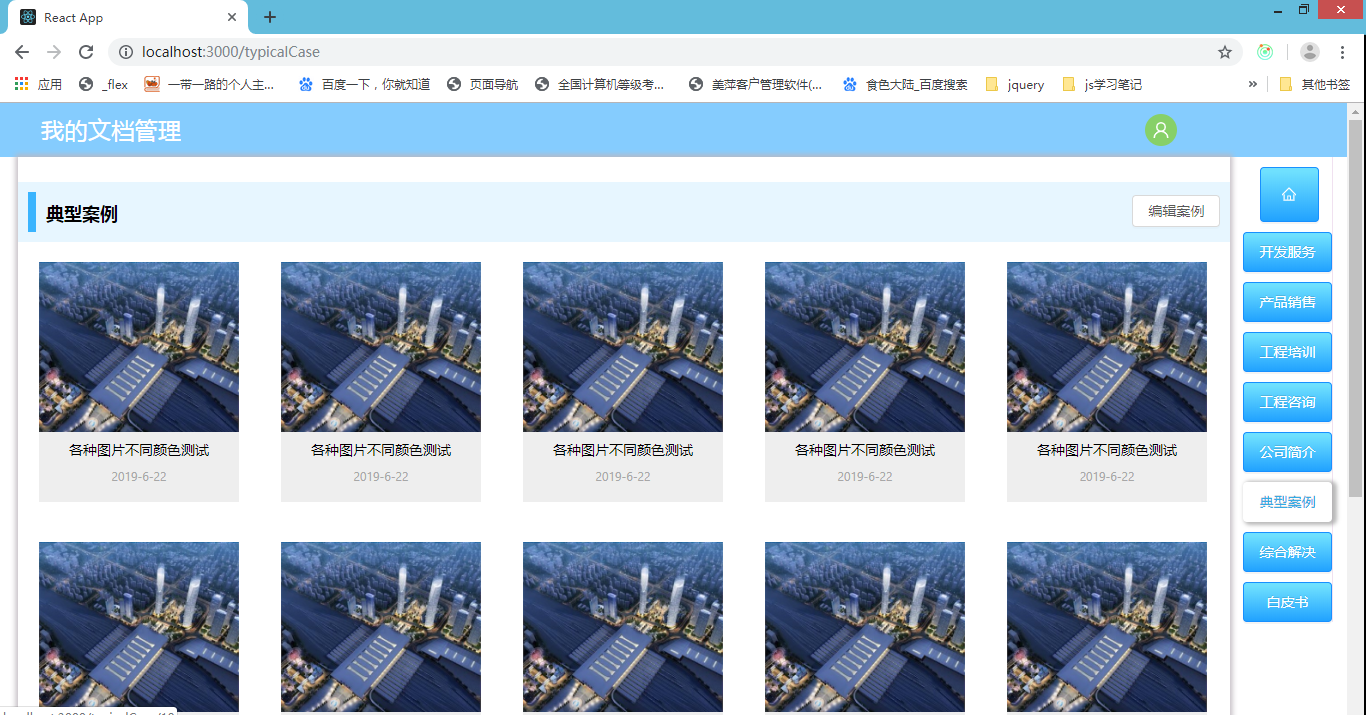 React App
localhost:3000/typicalCase
应用 _flex 一带一路的个人主... 百度一下，你就知道 页面导航 全国计算机等级考... 美萍客户管理软件(... 食色大陆_百度搜索 jquery js学习笔记 » 其他书签
我的文档管理
典型案例 编辑案例
各种图片不同颜色测试 各种图片不同颜色测试 各种图片不同颜色测试 各种图片不同颜色测试 各种图片不同颜色测试
2019-6-22 2019-6-22 2019-6-22 2019-6-22 2019-6-22
开发服务
产品销售
工程培训
工程咨询
公司简介
典型案例
综合解决
白皮书